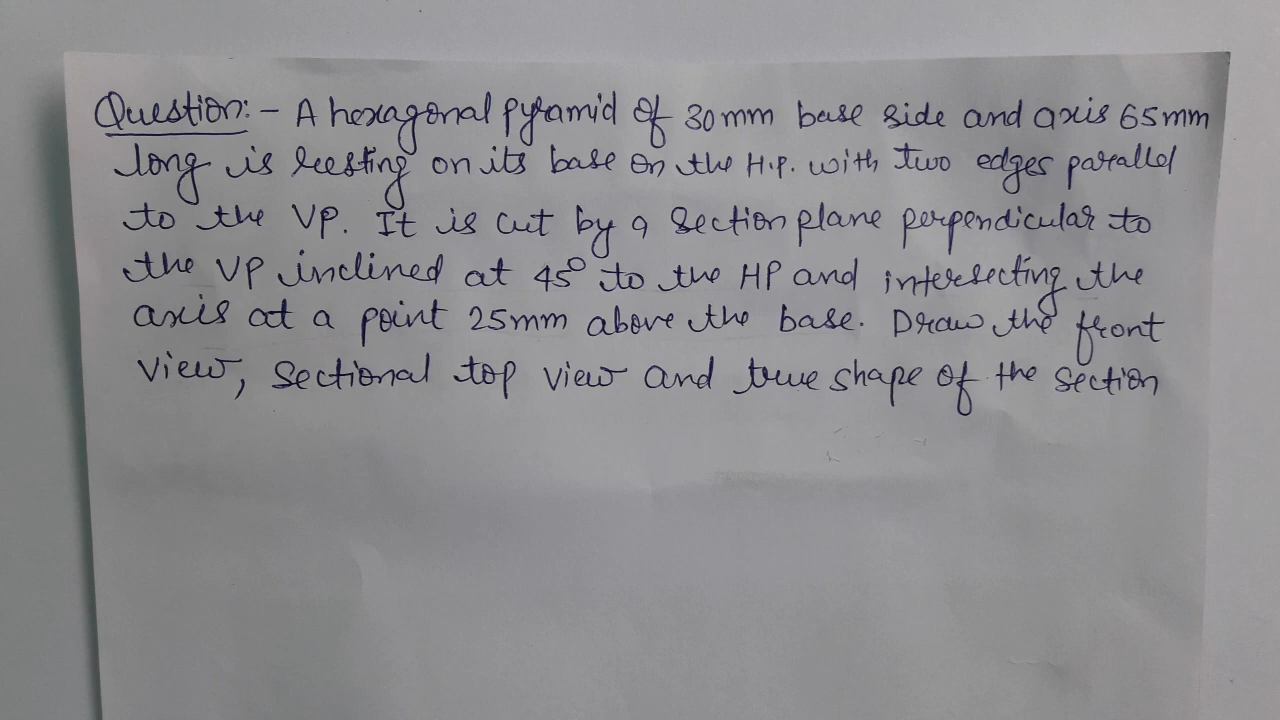 Question:- A hexagonal pyramid of 30mm base side and axis 65mm
long is resting on its base on the H.P. with two edges parallel
to the VP. It is cut by a section plane perpendicular to
the VP inclined at 45° to the HP and intersecting the
axis at a point 25mm above the base. Draw the front
view, sectional top view and true shape of the section